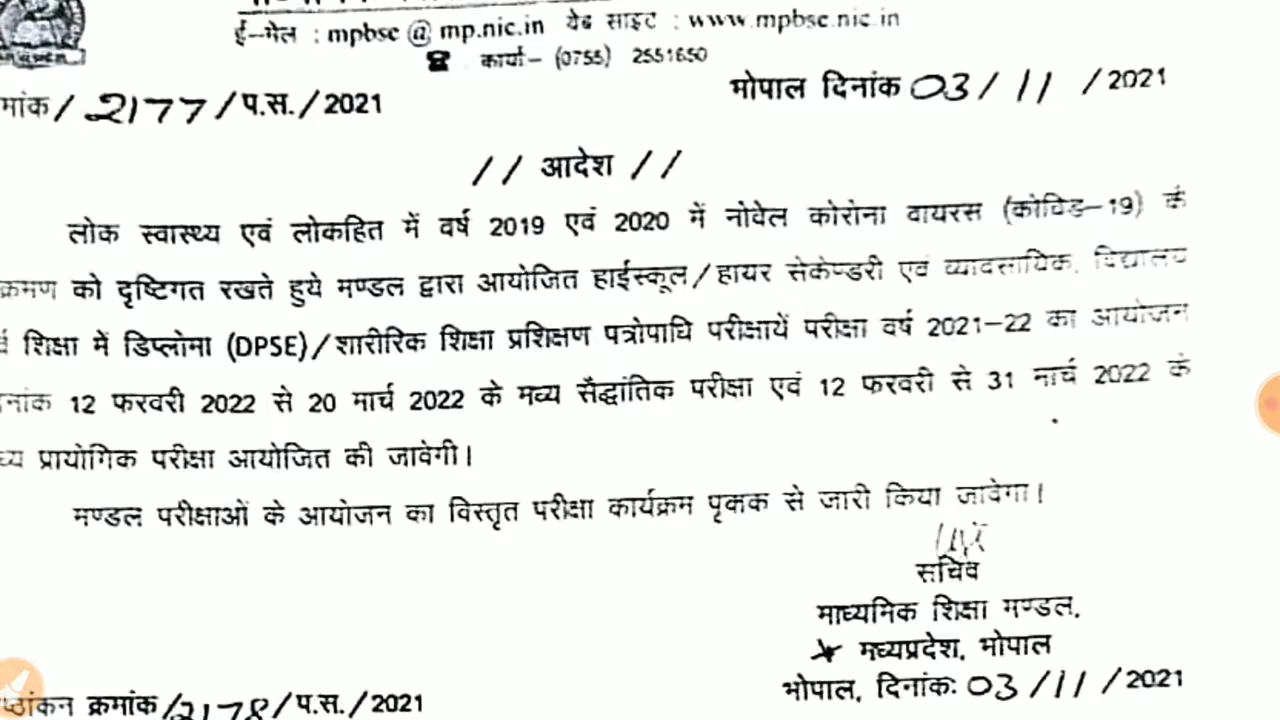 ई-मेल : mpbse @ mp.nic.in वेब साइट : www.mpbse.nic.in
☎ कार्या- (0755) 2551650
मांक/2177/प.स./2021 भोपाल दिनांक 03/11/2021
// आदेश //
लोक स्वास्थ्य एवं लोकहित में वर्ष 2019 एवं 2020 में नोवेल कोरोना वायरस (कोविड-19) के
क्रमण को दृष्टिगत रखते हुये मण्डल द्वारा आयोजित हाईस्कूल/हायर सेकेण्डरी एवं व्यावसायिक, विद्यालय
र्व शिक्षा में डिप्लोमा (DPSE)/शारीरिक शिक्षा प्रशिक्षण पत्रोपाधि परीक्षायें परीक्षा वर्ष 2021-22 का आयोजन
नांक 12 फरवरी 2022 से 20 मार्च 2022 के मध्य सैद्धांतिक परीक्षा एवं 12 फरवरी से 31 मार्च 2022 के
ध्य प्रायोगिक परीक्षा आयोजित की जावेगी।
मण्डल परीक्षाओं के आयोजन का विस्तृत परीक्षा कार्यक्रम पृकक से जारी किया जावेगा।
सचिव
माध्यमिक शिक्षा मण्डल,
मध्यप्रदेश, भोपाल
भोपाल, दिनांकः 03/11/2021
ष्ठांकन क्रमांक/2178/प.स./2021